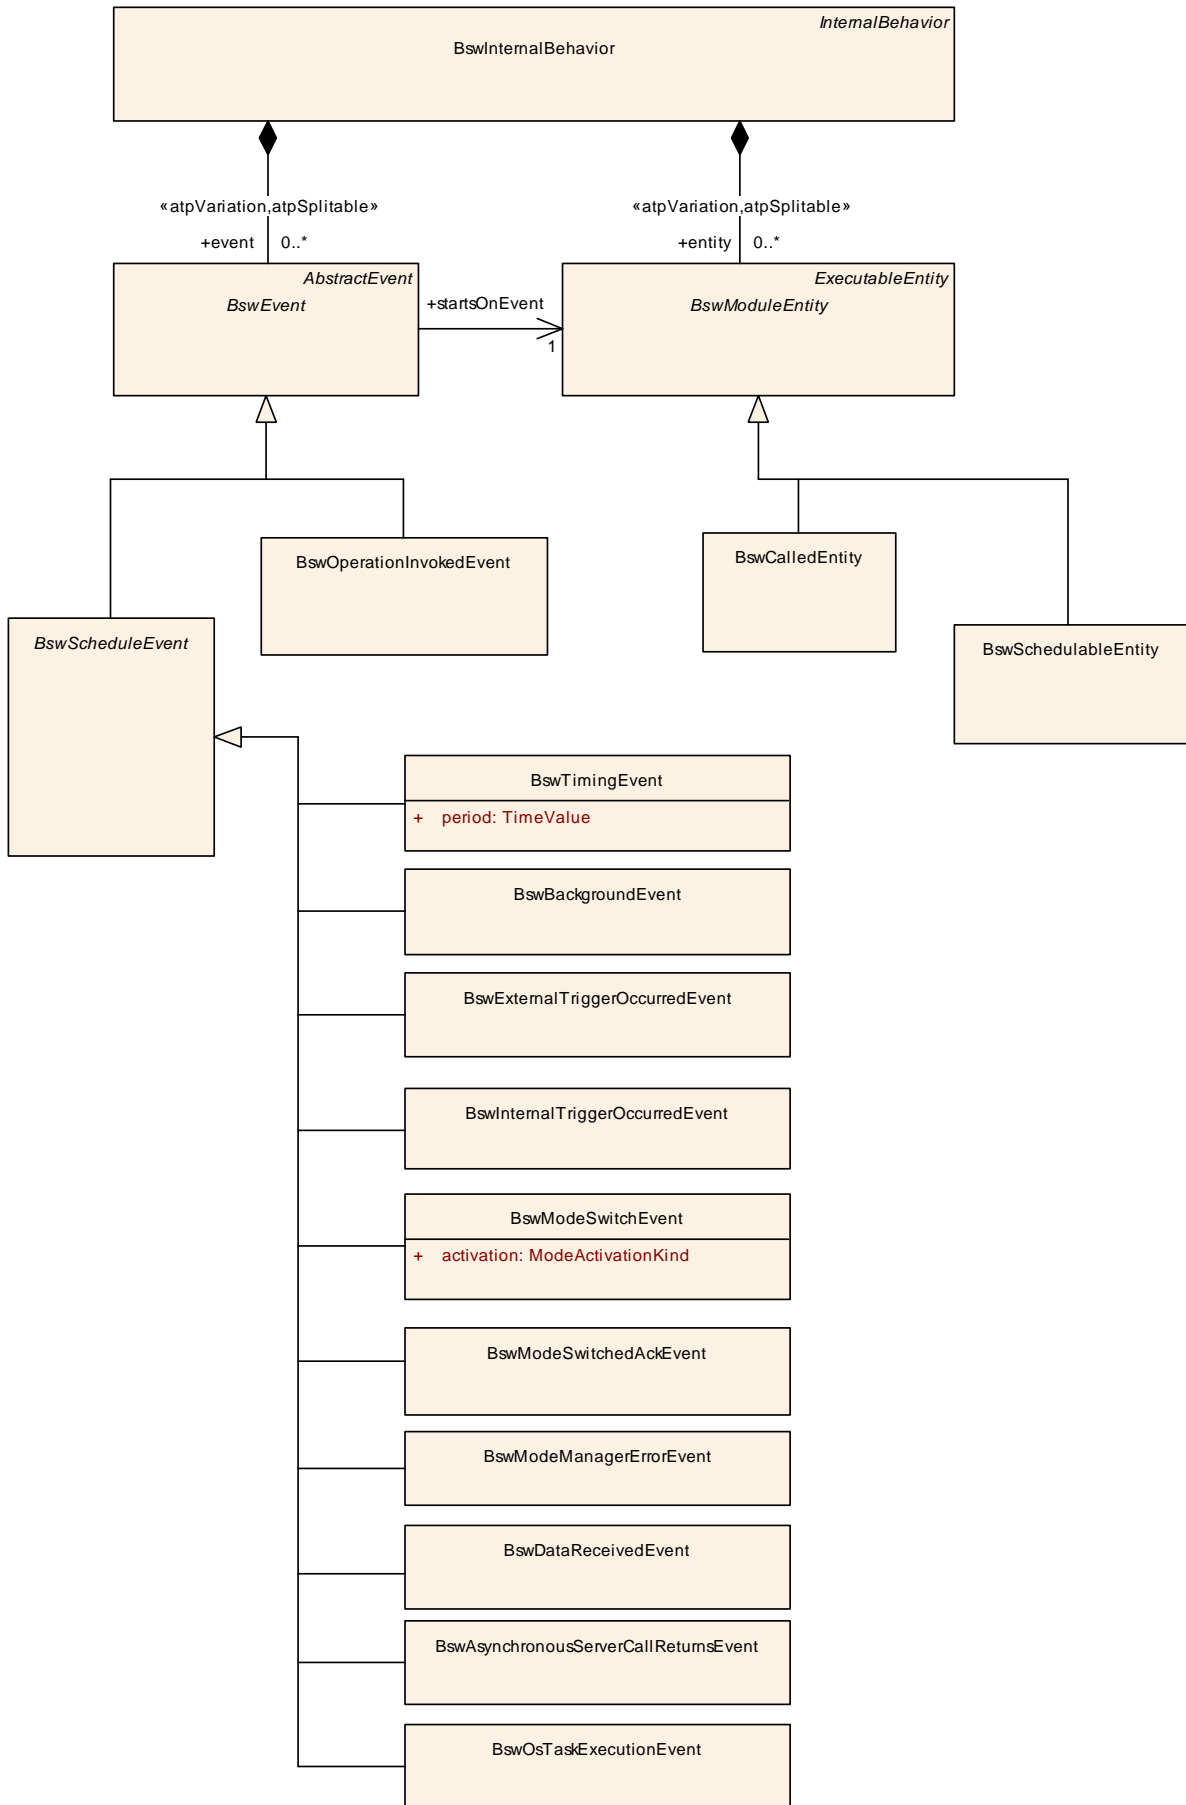 InternalBehavior
BswInternalBehavior
«atpVariation,atpSplitable»
«atpVariation,atpSplitable»
+event 0..*
+entity 0..*
AbstractEvent
BswEvent
ExecutableEntity
BswModuleEntity
+startsOnEvent
1
BswOperationInvokedEvent
BswCalledEntity
BswScheduleEvent
BswSchedulableEntity
BswTimingEvent
+ period: TimeValue
BswBackgroundEvent
BswExternalTriggerOccurredEvent
BswInternalTriggerOccurredEvent
BswModeSwitchEvent
+ activation: ModeActivationKind
BswModeSwitchedAckEvent
BswModeManagerErrorEvent
BswDataReceivedEvent
BswAsynchronousServerCallReturnsEvent
BswOsTaskExecutionEvent